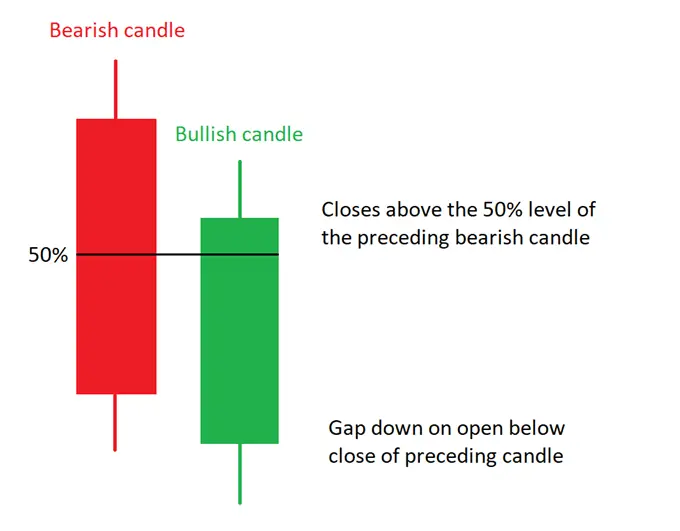 Bearish candle
Bullish candle
Closes above the 50% level of
the preceding bearish candle
50%
Gap down on open below
close of preceding candle